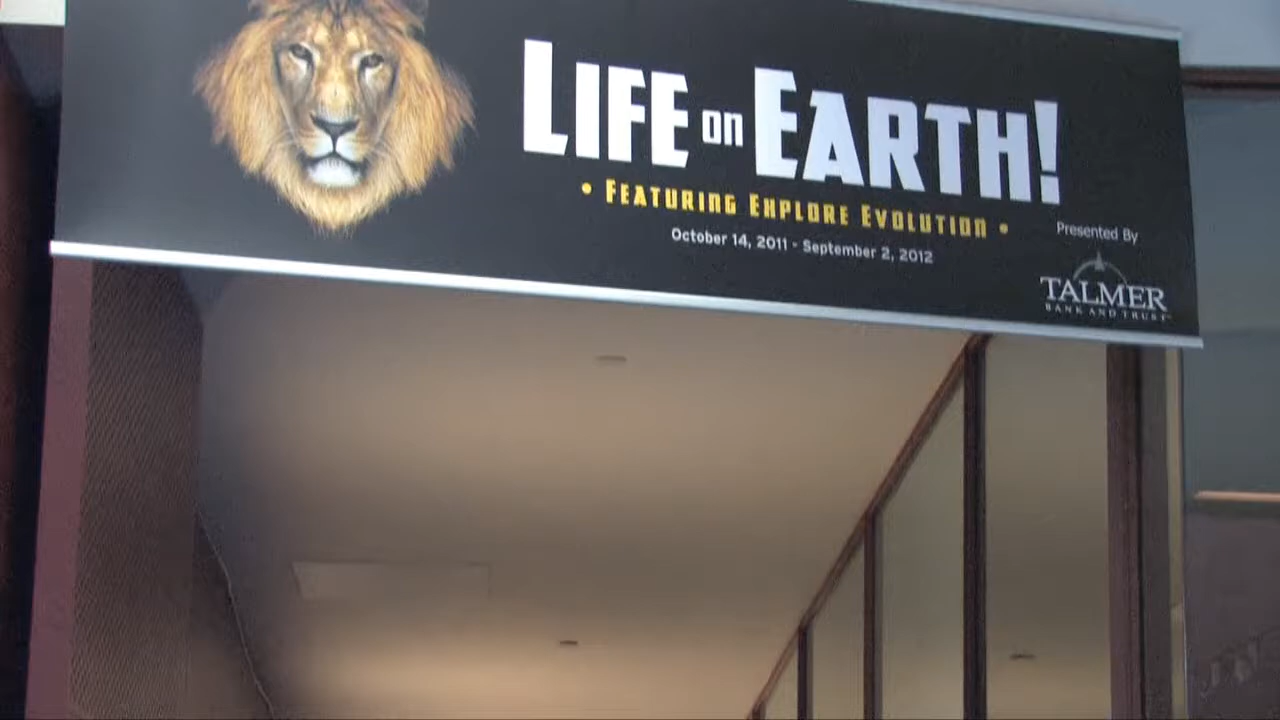 LIFE on EARTH!
• FEATURING EXPLORE EVOLUTION •
October 14, 2011 - September 2, 2012
Presented By
TALMER
BANK AND TRUST